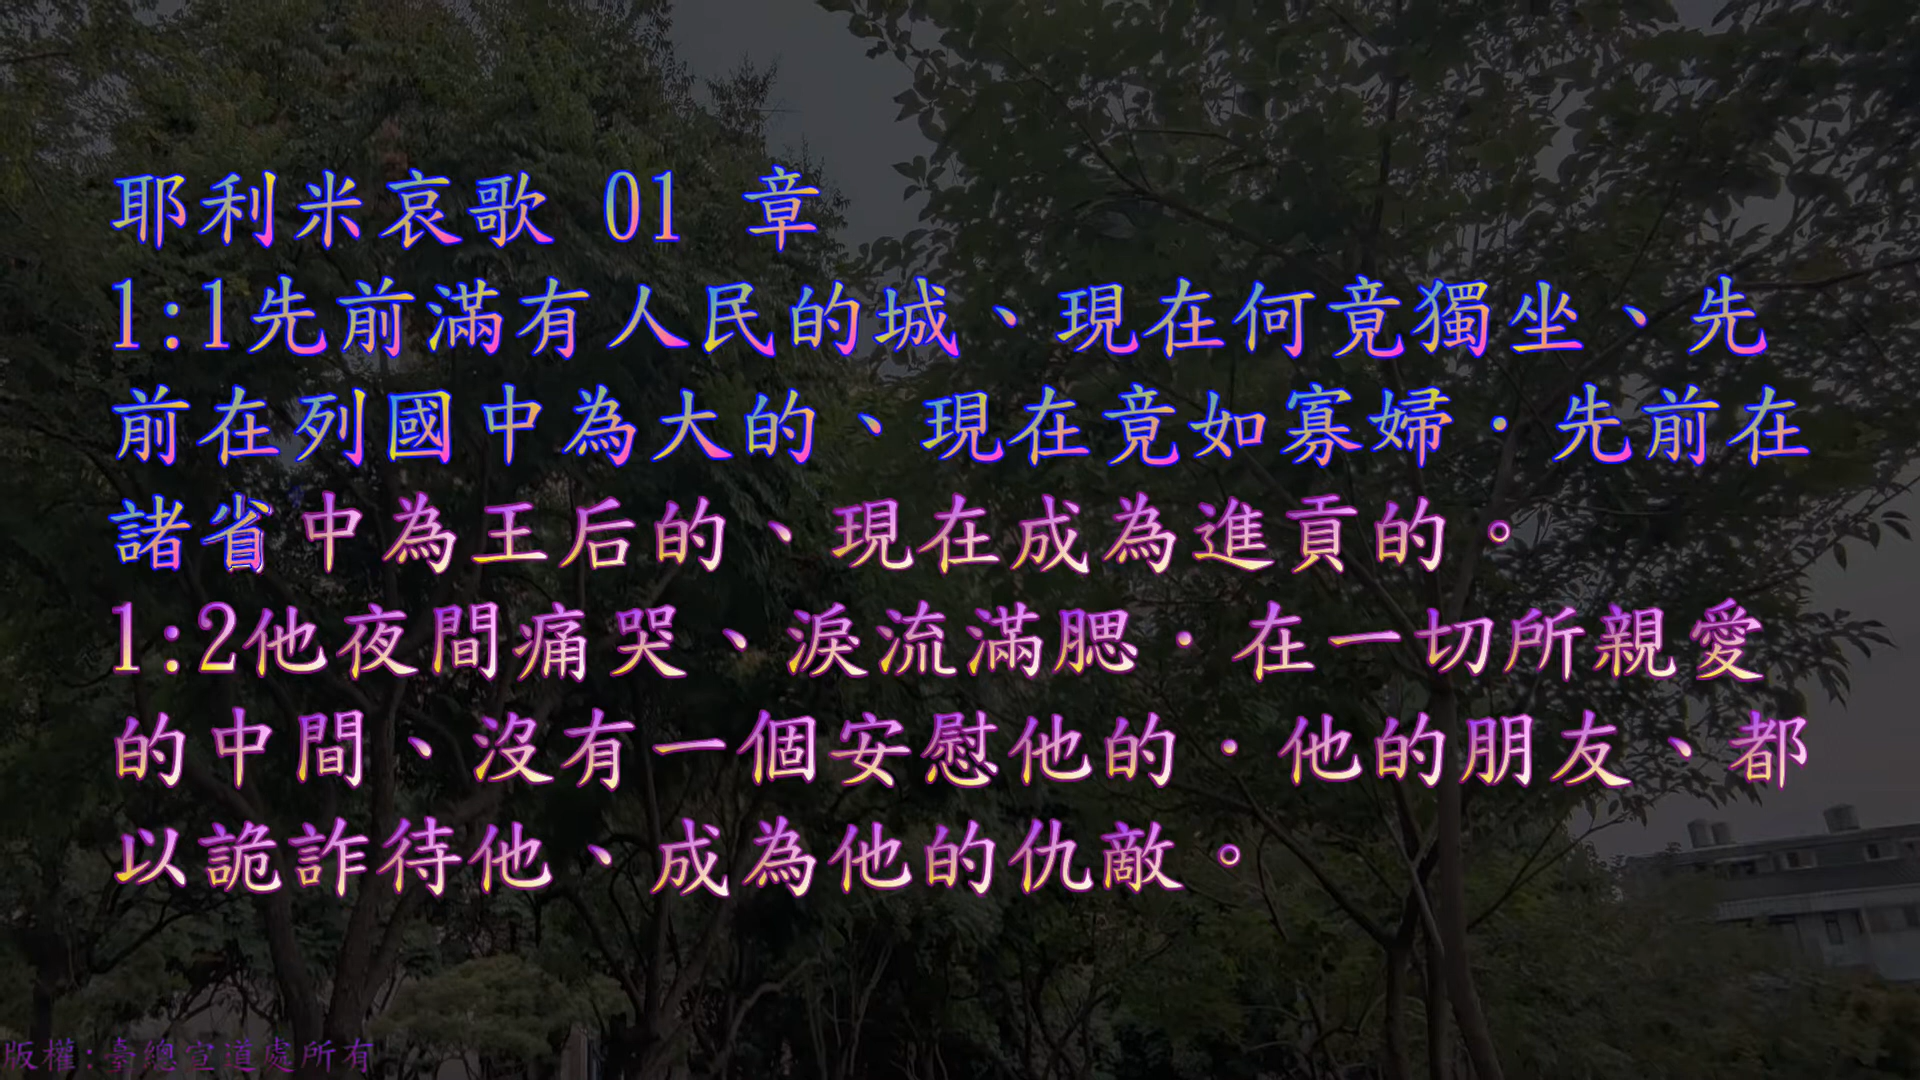 耶利米哀歌 01 章
1:1先前滿有人民的城、現在何竟獨坐、先
前在列國中為大的、現在竟如寡婦．先前在
諸省中為王后的、現在成為進貢的。
1:2他夜間痛哭、淚流滿腮．在一切所親愛
的中間、沒有一個安慰他的．他的朋友、都
以詭詐待他、成為他的仇敵。
版權:臺總宣道處所有